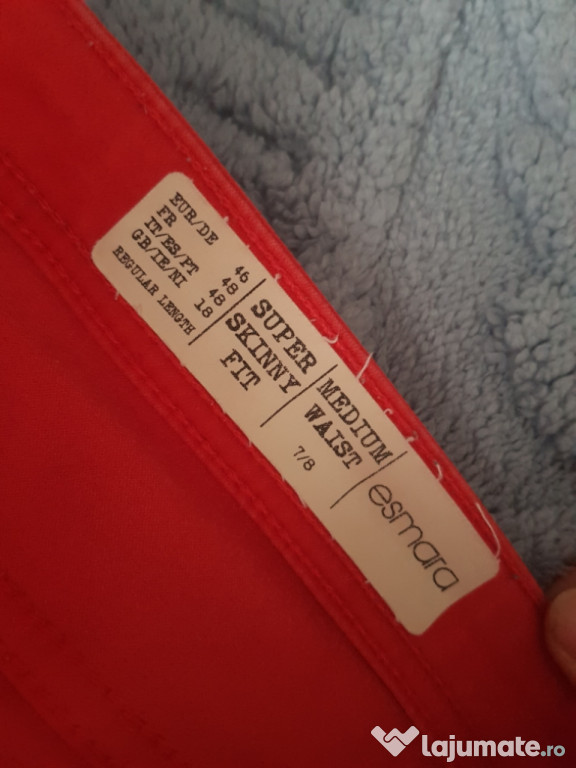 EUR/DE 46
FR 48
IT/ES/PT 48
GB/IE/NI 18
REGULAR LENGTH
SUPER
SKINNY
FIT
MEDIUM
WAIST
7/8
esmara
lajumate.ro